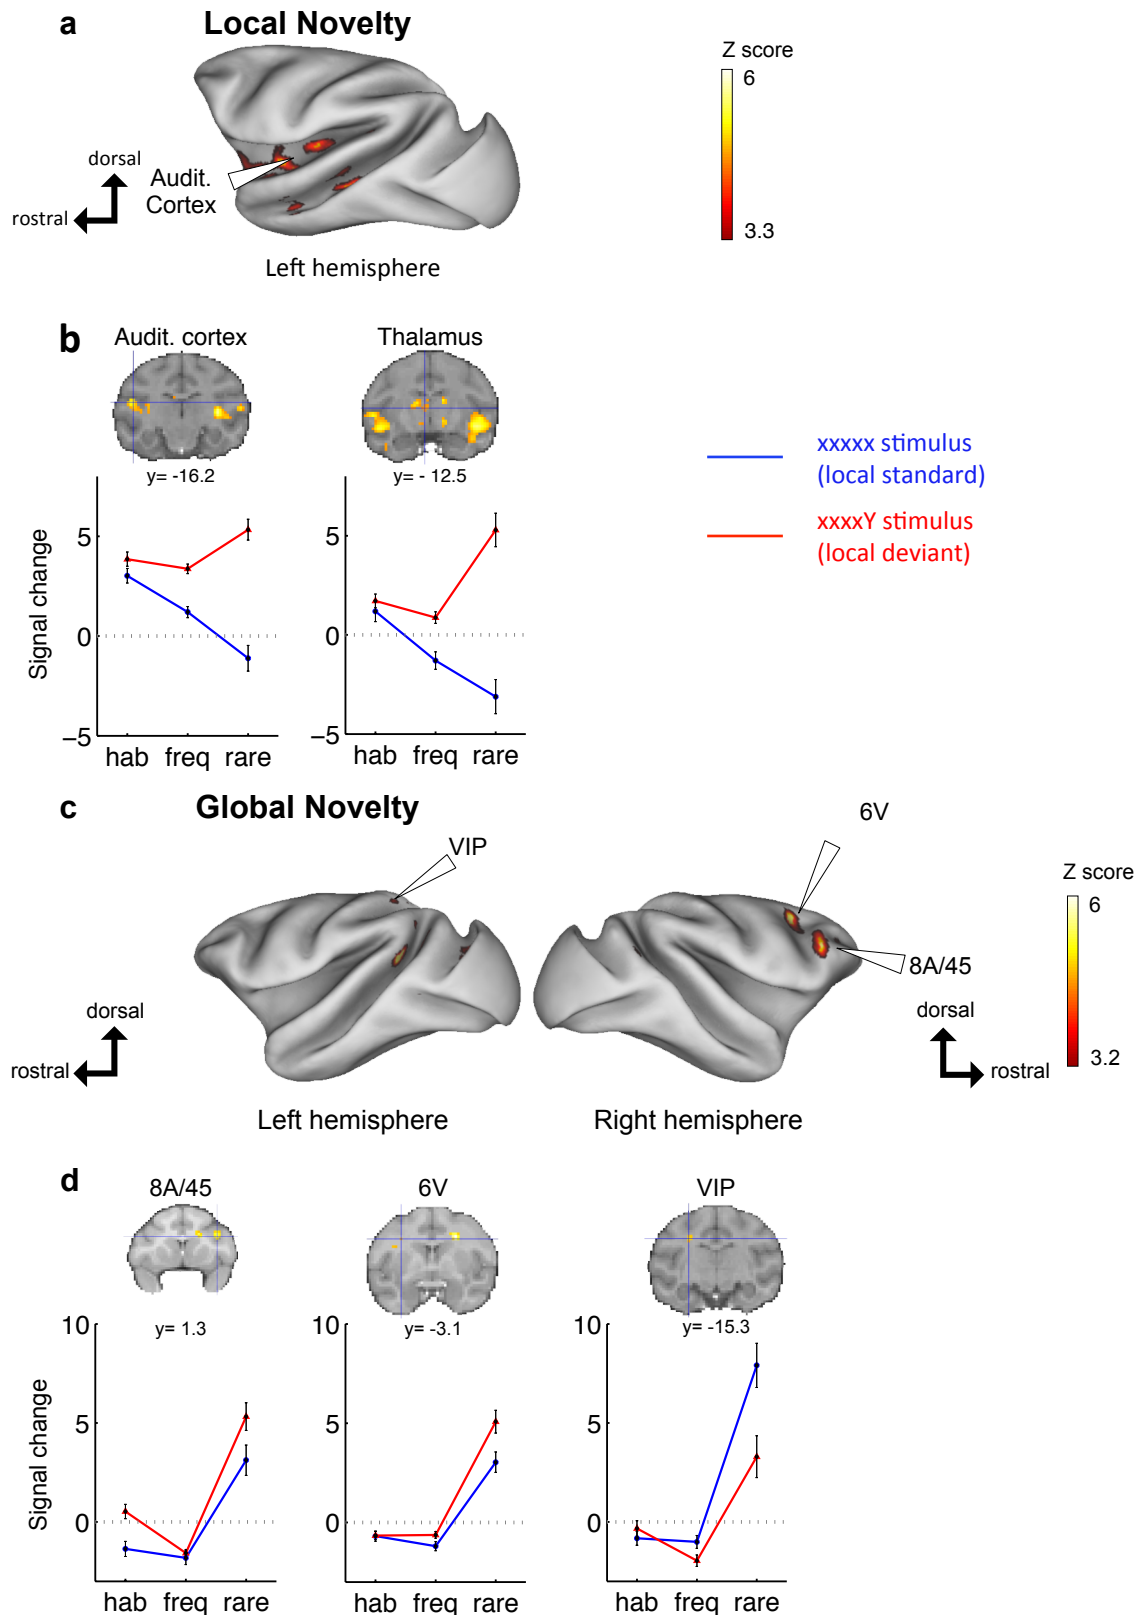 a
Local Novelty
Z score
6
3.3
dorsal
rostral
Audit.
Cortex
Left hemisphere
b
Audit. cortex
Thalamus
y= -16.2
y= - 12.5
xxxxx stimulus
(local standard)
xxxxY stimulus
(local deviant)
Signal change
5
0
−5
hab freq rare
5
0
−5
hab freq rare
c
Global Novelty
VIP
6V
8A/45
Z score
6
3.2
dorsal
rostral
dorsal
rostral
Left hemisphere
Right hemisphere
d
8A/45
6V
VIP
y= 1.3
y= -3.1
y= -15.3
Signal change
10
5
0
hab freq rare
10
5
0
hab freq rare
10
5
0
hab freq rare